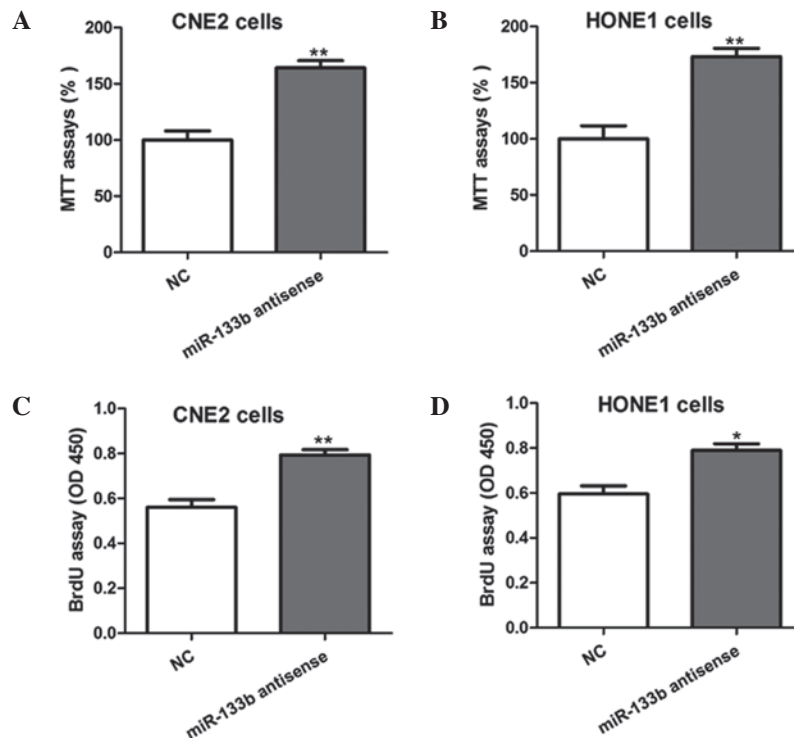 A
CNE2 cells
MTT assays (% )
200
150
100
50
0
**
NC
miR-133b antisense
B
HONE1 cells
MTT assays (% )
200
150
100
50
0
**
NC
miR-133b antisense
C
CNE2 cells
BrdU assay (OD 450)
1.0
0.8
0.6
0.4
0.2
0.0
**
NC
miR-133b antisense
D
HONE1 cells
BrdU assay (OD 450)
1.0
0.8
0.6
0.4
0.2
0.0
*
NC
miR-133b antisense